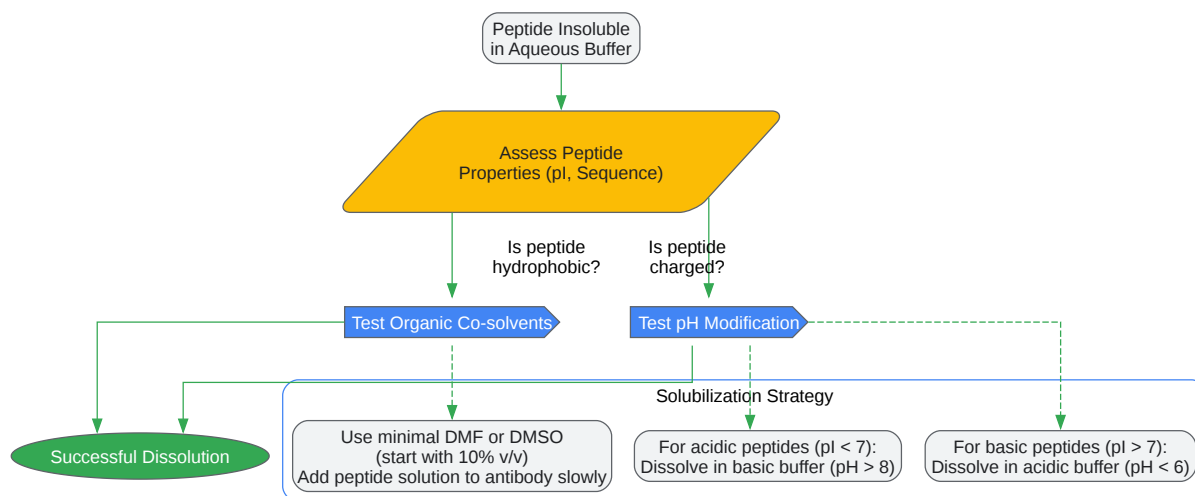 Peptide Insoluble
in Aqueous Buffer
Assess Peptide
Properties (pI, Sequence)
Is peptide
hydrophobic?
Is peptide
charged?
Test Organic Co-solvents
Test pH Modification
Solubilization Strategy
Successful Dissolution
Use minimal DMF or DMSO
(start with 10% v/v)
Add peptide solution to antibody slowly
For acidic peptides (pI < 7):
Dissolve in basic buffer (pH > 8)
For basic peptides (pI > 7):
Dissolve in acidic buffer (pH < 6)